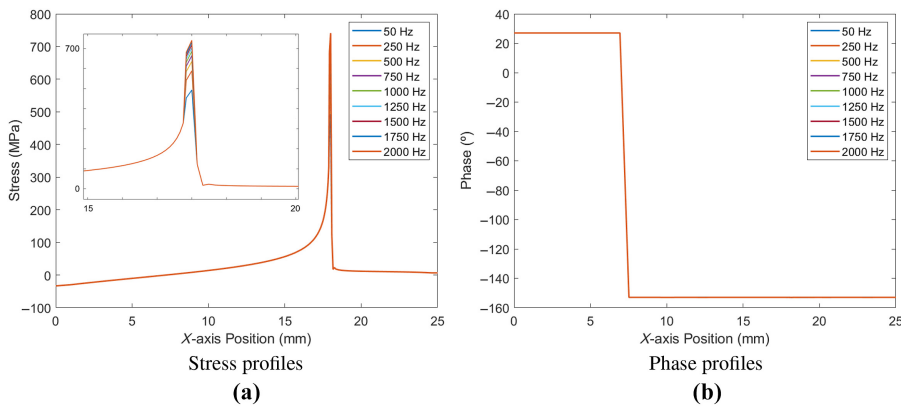 800
700
600
500
400
300
200
100
0
−100
Stress (MPa)
0 5 10 15 20 25
X-axis Position (mm)
700
0
15 20
50 Hz
250 Hz
500 Hz
750 Hz
1000 Hz
1250 Hz
1500 Hz
1750 Hz
2000 Hz
Stress profiles
(a)
40
20
0
−20
−40
−60
−80
−100
−120
−140
−160
Phase (º)
0 5 10 15 20 25
X-axis Position (mm)
50 Hz
250 Hz
500 Hz
750 Hz
1000 Hz
1250 Hz
1500 Hz
1750 Hz
2000 Hz
Phase profiles
(b)